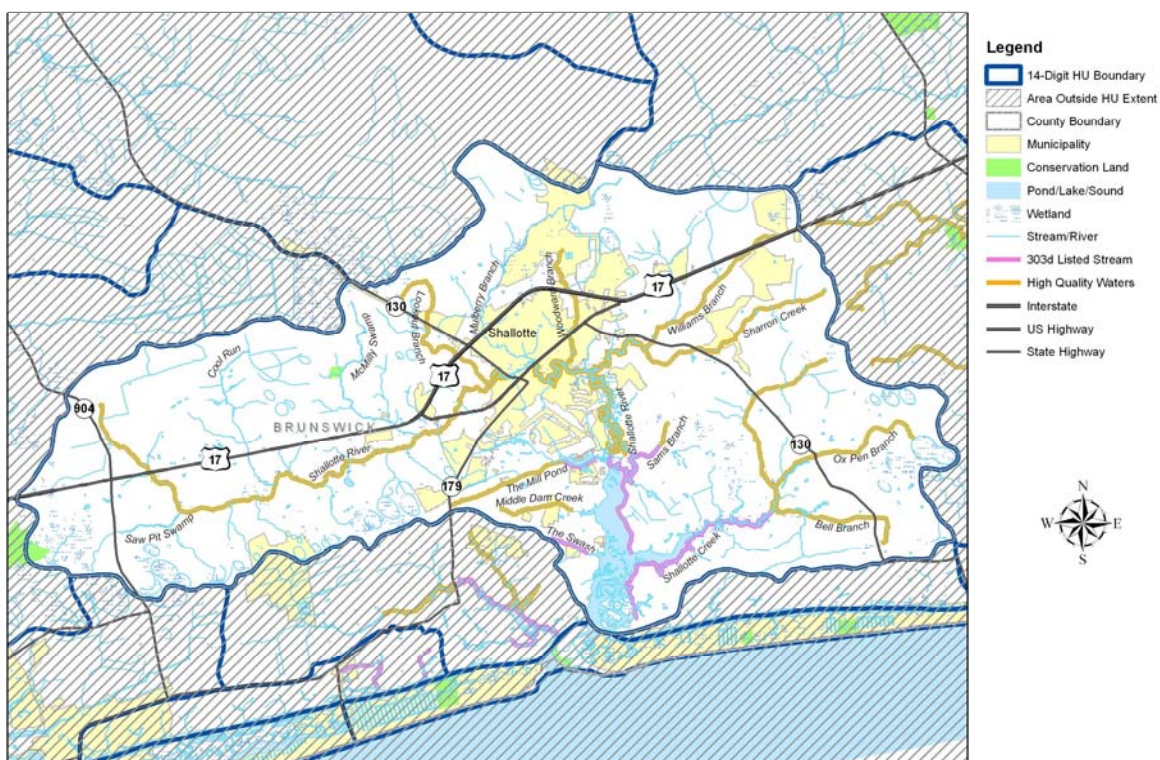 Legend
14-Digit HU Boundary
Area Outside HU Extent
County Boundary
Municipality
Conservation Land
Pond/Lake/Sound
Wetland
Stream/River
303d Listed Stream
High Quality Waters
Interstate
US Highway
State Highway
N
W
E
S
Mulberry Branch
Woodward Branch
17
130
Lookout Branch
Shallotte
Williams Branch
Sharron Creek
McMilly Swamp
Cool Run
17
904
BRUNSWICK
17
Shallotte River
Shallotte River
Sams Branch
130
Ox Pen Branch
179
The Mill Pond
Middle Dam Creek
Bell Branch
Saw Pit Swamp
The Swash
Shallotte Creek